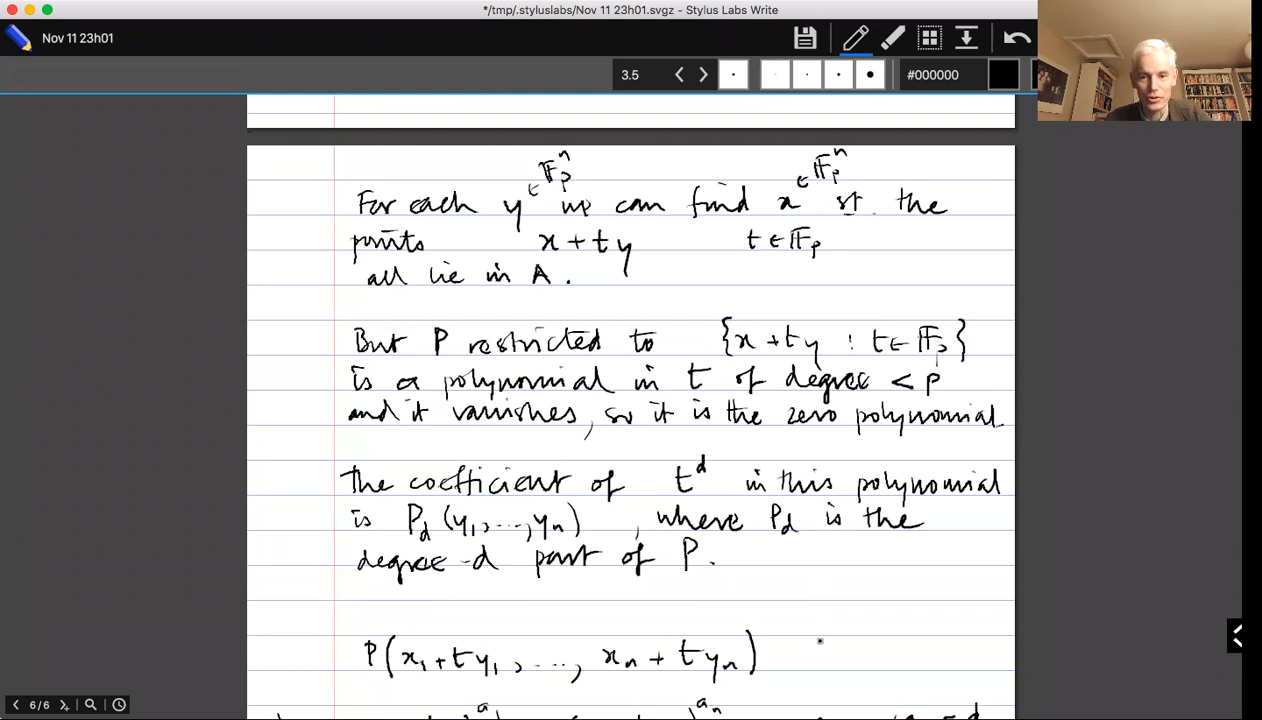 */tmp/.styluslabs/Nov 11 23h01.svgz - Stylus Labs Write
Nov 11 23h01
3.5
#000000
For each y ∈ 𝔽ₚⁿ we can find x ∈ 𝔽ₚⁿ st. the
points x + ty t ∈ 𝔽ₚ
all lie in A.
But P restricted to {x + ty : t ∈ 𝔽ₚ}
is a polynomial in t of degree < p
and it vanishes, so it is the zero polynomial
The coefficient of tᵈ in this polynomial
is P_d (y₁, ..., yₙ), where P_d is the
degree-d part of P.
P(x₁ + ty₁, ..., xₙ + tyₙ)
6/6